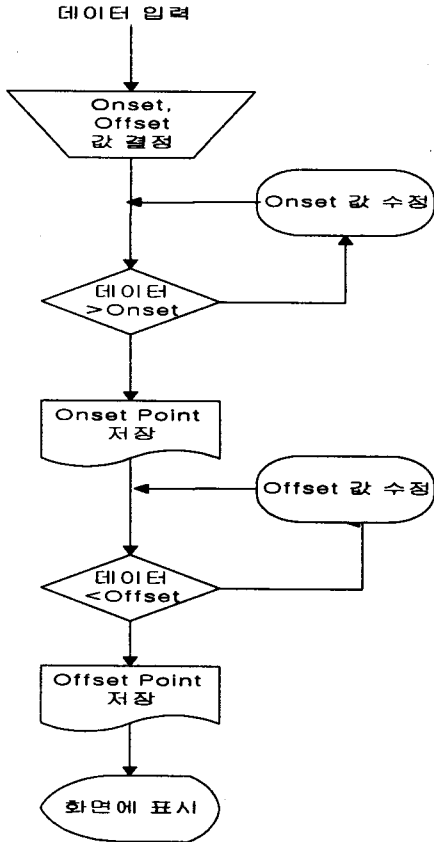 데이터 입력
Onset,
Offset
값 결정
Onset 값 수정
데이터
>Onset
Onset Point
저장
Offset 값 수정
데이터
<Offset
Offset Point
저장
화면에 표시